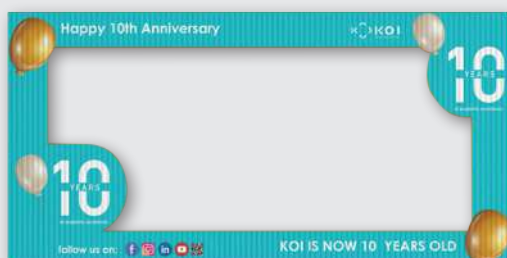 Happy 10th Anniversary
KOI
10
YEARS
10
YEARS
follow us on:
KOI IS NOW 10 YEARS OLD